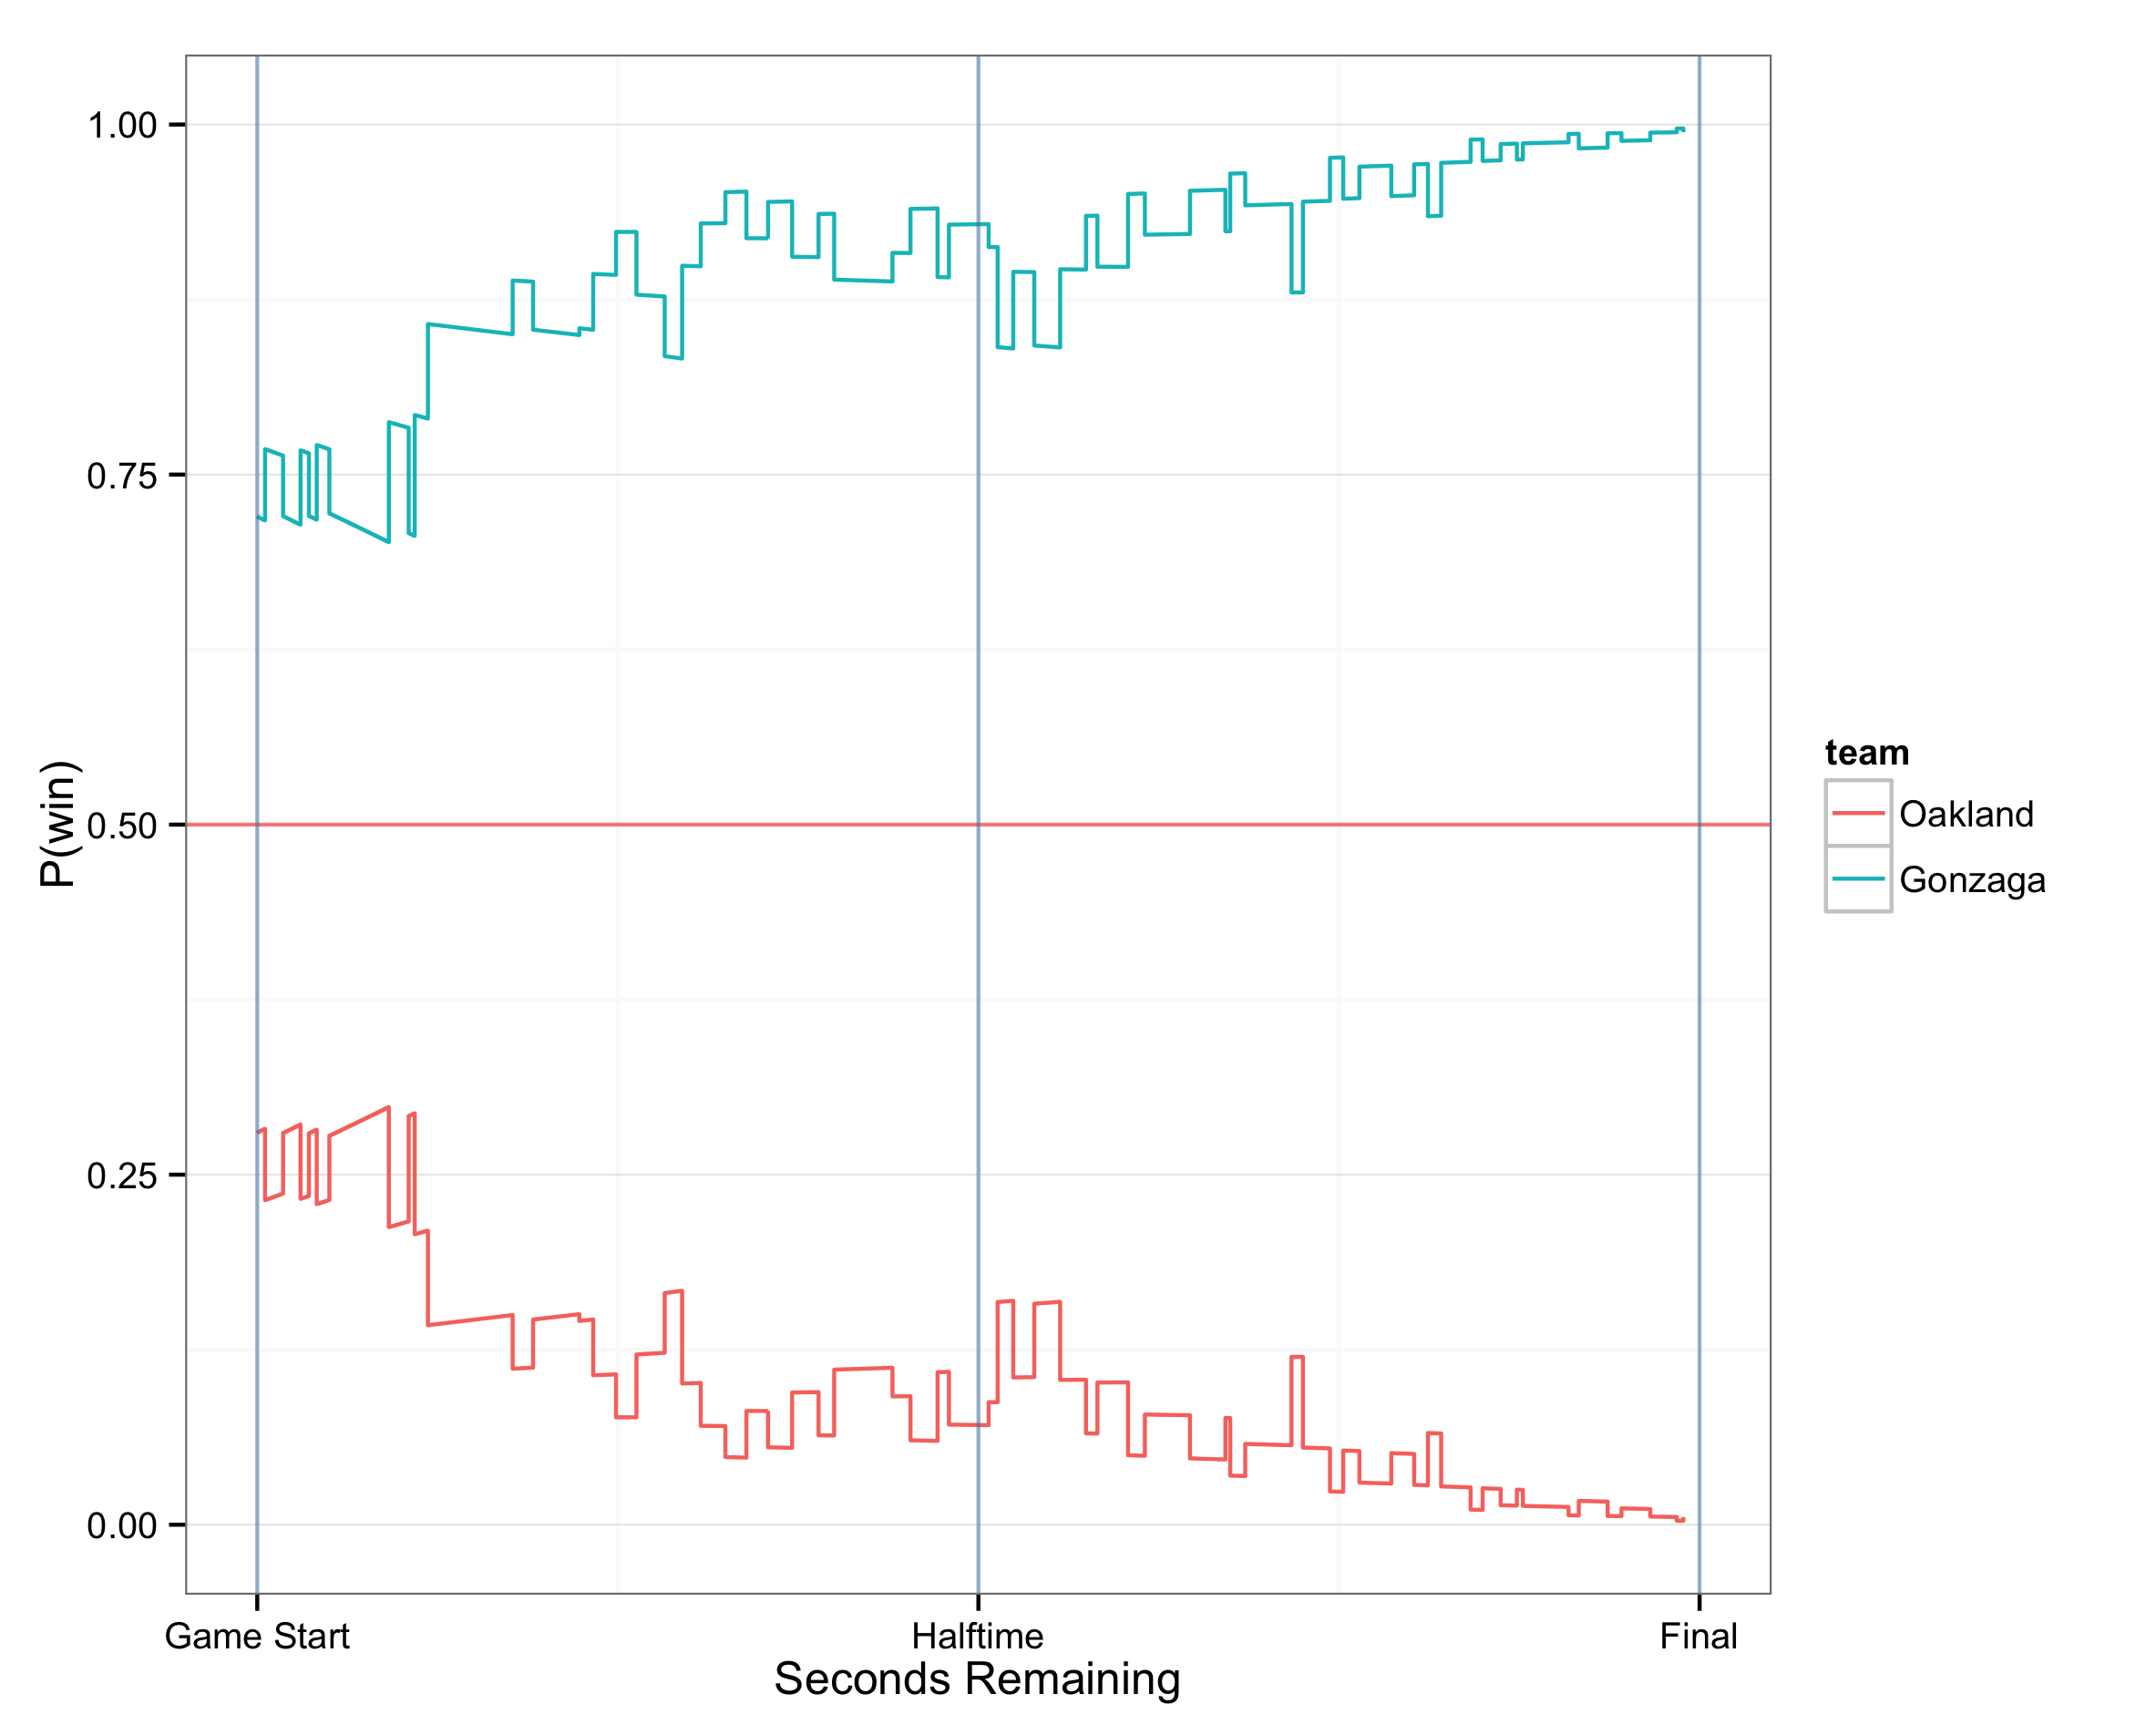 1.00
0.75
0.50
0.25
0.00
P(win)
Game Start
Halftime
Final
Seconds Remaining
team
Oakland
Gonzaga